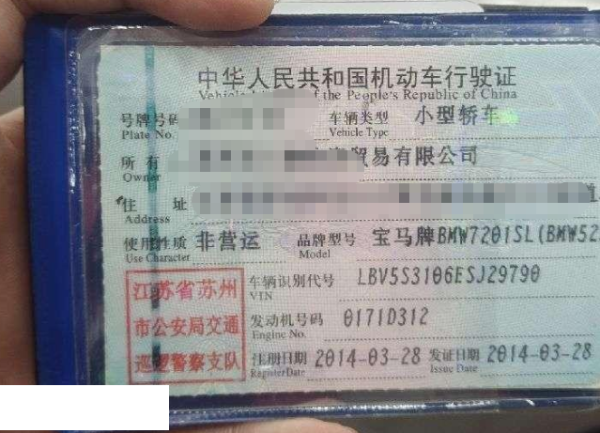 中华人民共和国机动车行驶证
Vehicle of the People's Republic of China
号牌号码 车辆类型 小型轿车
Plate No. Vehicle Type
所 有 贸易有限公司
Owner
住 址
Address
使用性质 非营运 品牌型号 宝马牌BMW7201SL(BMW52
Use Character Model
江苏省苏州 车辆识别代号 LBV5S3106ESJ29790
VIN
市公安局交通 发动机号码 0171D312
Engine No.
巡逻警察支队 注册日期 2014-03-28 发证日期 2014-03-28
Register Date Issue Date